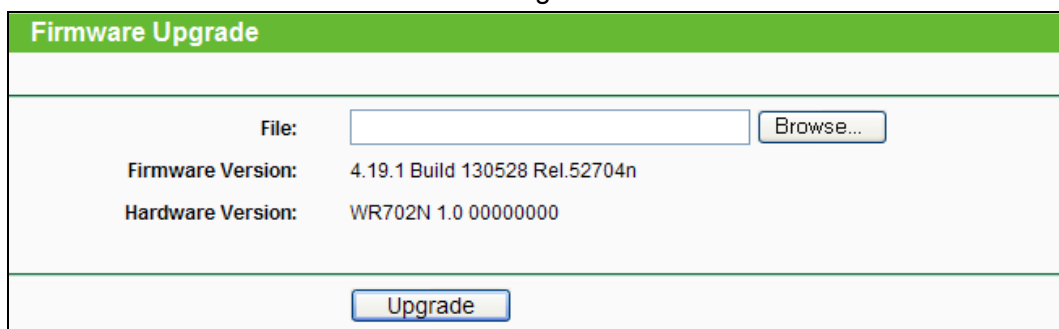 Firmware Upgrade
File:
Browse...
Firmware Version: 4.19.1 Build 130528 Rel.52704n
Hardware Version: WR702N 1.0 00000000
Upgrade